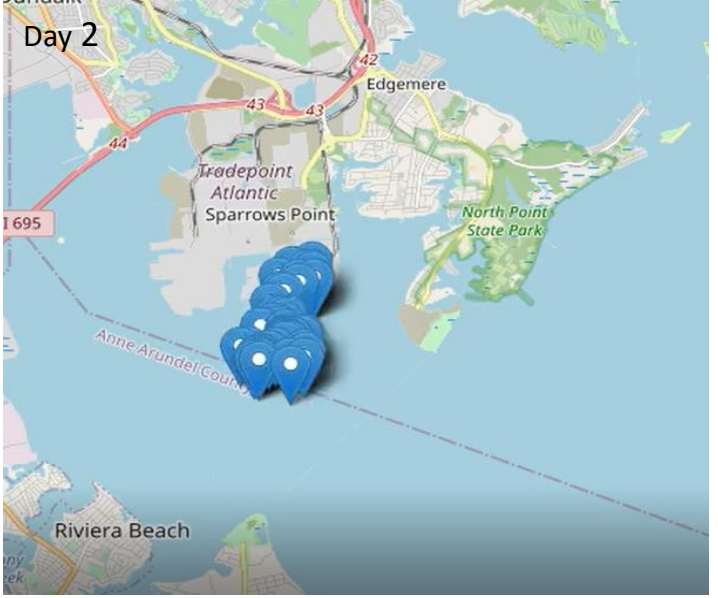 Day 2
42
Edgemere
43
43
44
Tradepoint
Atlantic
Sparrows Point
I 695
North Point
State Park
Anne Arundel County
Riviera Beach